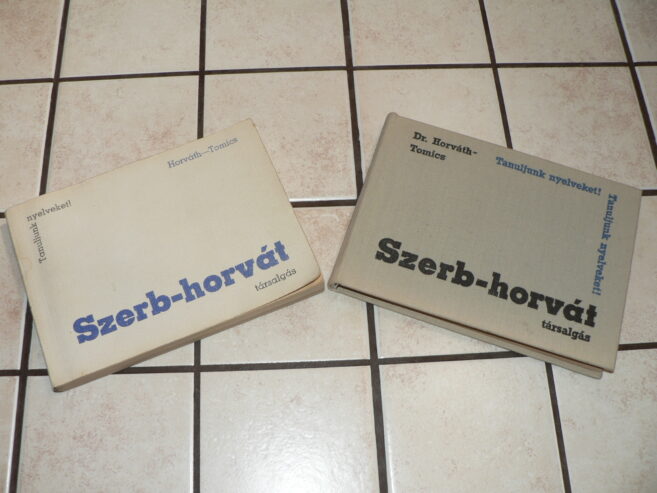 Horváth—Tomics
Tanuljunk nyelveket!
Szerb-horvát
társalgás
Dr. Horváth-
Tomics
Tanuljunk nyelveket!
Tanuljunk nyelveket!
Szerb-horvát
társalgás